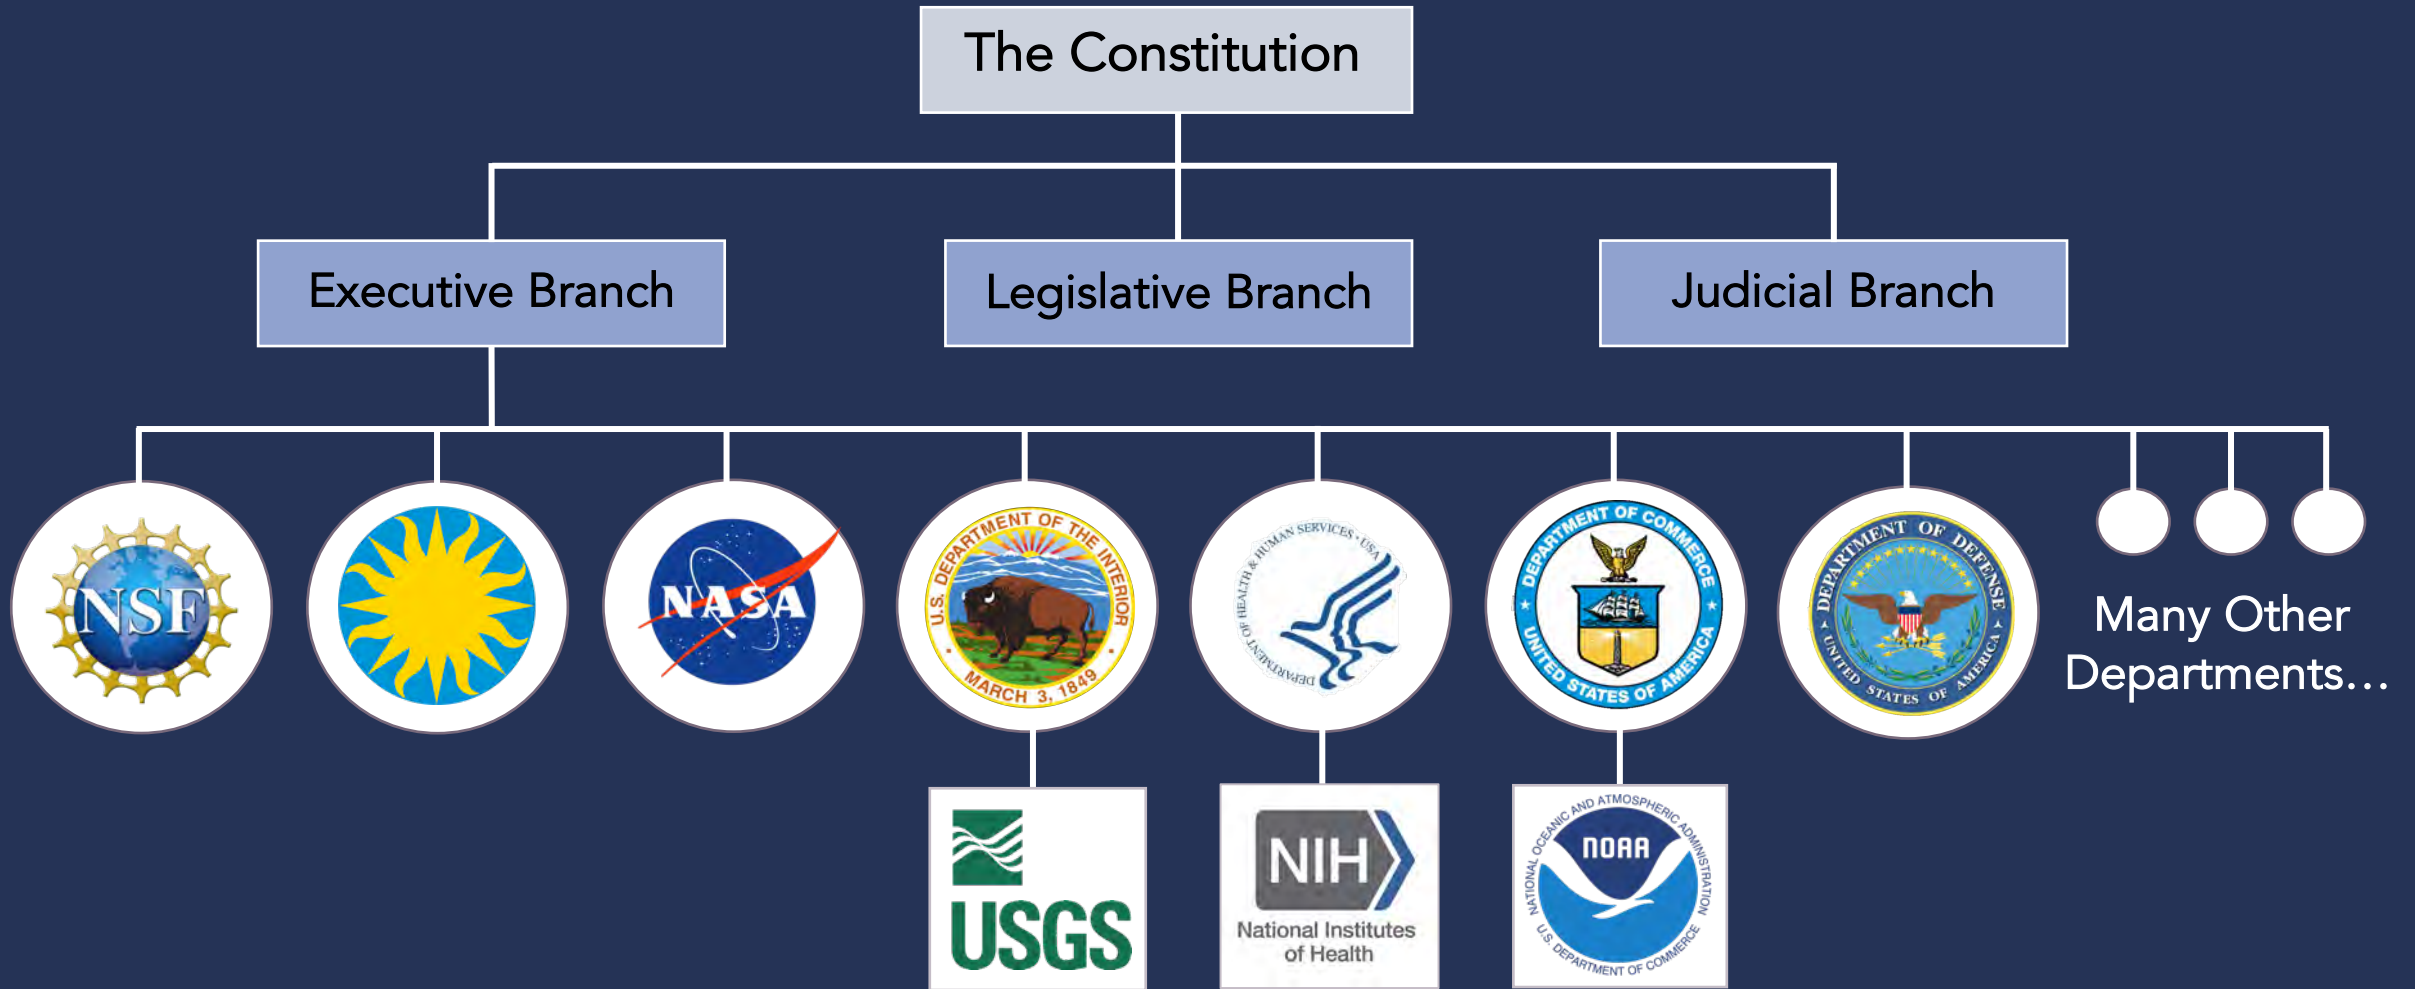 The Constitution
Executive Branch
Legislative Branch
Judicial Branch
NSF
NASA
U.S. DEPARTMENT OF THE INTERIOR
MARCH 3, 1849
DEPARTMENT OF HEALTH & HUMAN SERVICES • USA
DEPARTMENT OF COMMERCE
UNITED STATES OF AMERICA
DEPARTMENT OF DEFENSE
UNITED STATES OF AMERICA
Many Other
Departments...
USGS
NIH
National Institutes
of Health
NATIONAL OCEANIC AND ATMOSPHERIC ADMINISTRATION
NOAA
U.S. DEPARTMENT OF COMMERCE